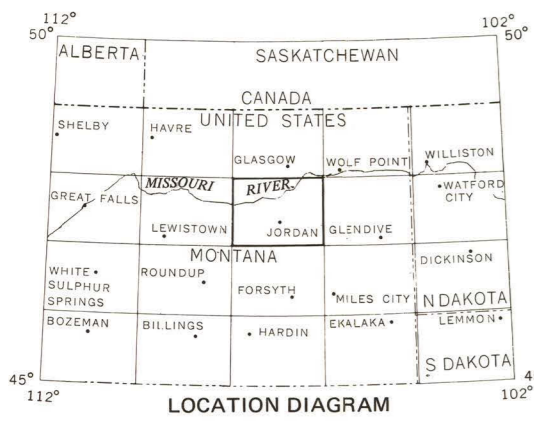 112° 102°
50° 50°
ALBERTA SASKATCHEWAN
CANADA
UNITED STATES
SHELBY HAVRE
GLASGOW WOLF POINT WILLISTON
MISSOURI RIVER
GREAT FALLS WATFORD CITY
LEWISTOWN JORDAN GLENDIVE
MONTANA DICKINSON
WHITE SULPHUR SPRINGS ROUNDUP
FORSYTH MILES CITY N DAKOTA
BOZEMAN BILLINGS HARDIN EKALAKA LEMMON
S DAKOTA
45° 4
112° 102°
LOCATION DIAGRAM